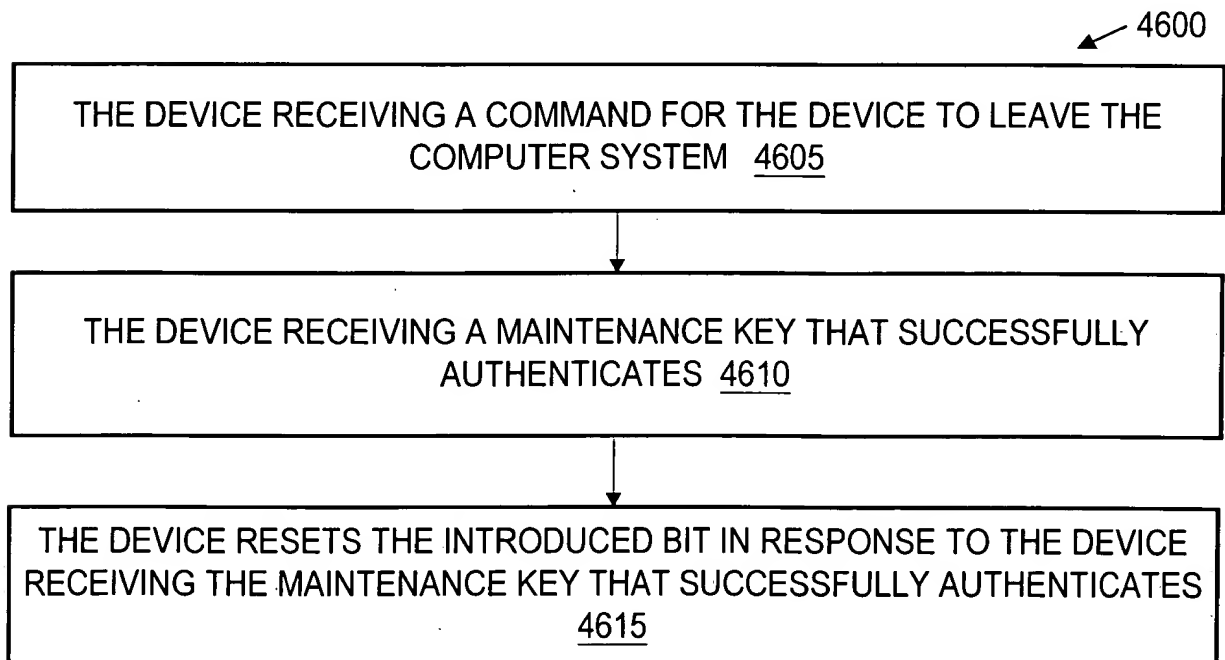 4600
THE DEVICE RECEIVING A COMMAND FOR THE DEVICE TO LEAVE THE
COMPUTER SYSTEM 4605
THE DEVICE RECEIVING A MAINTENANCE KEY THAT SUCCESSFULLY
AUTHENTICATES 4610
THE DEVICE RESETS THE INTRODUCED BIT IN RESPONSE TO THE DEVICE
RECEIVING THE MAINTENANCE KEY THAT SUCCESSFULLY AUTHENTICATES
4615